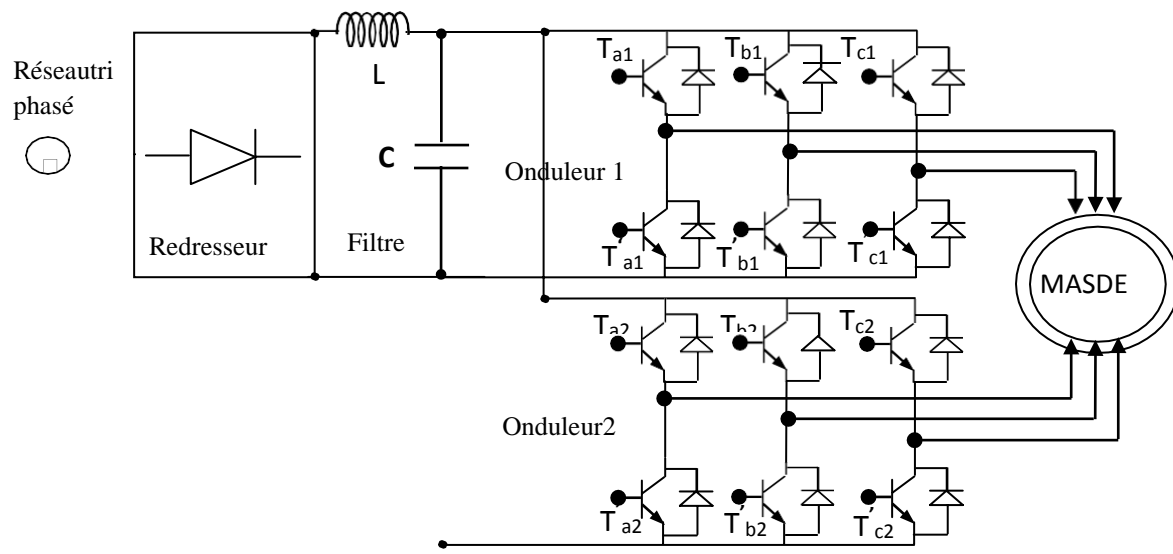 Réseautri
phasé
Redresseur
L
C
Filtre
Onduleur 1
Ta1
Tb1
Tc1
T'a1
T'b1
T'c1
MASDE
Onduleur2
Ta2
Tb2
Tc2
T'a2
T'b2
T'c2